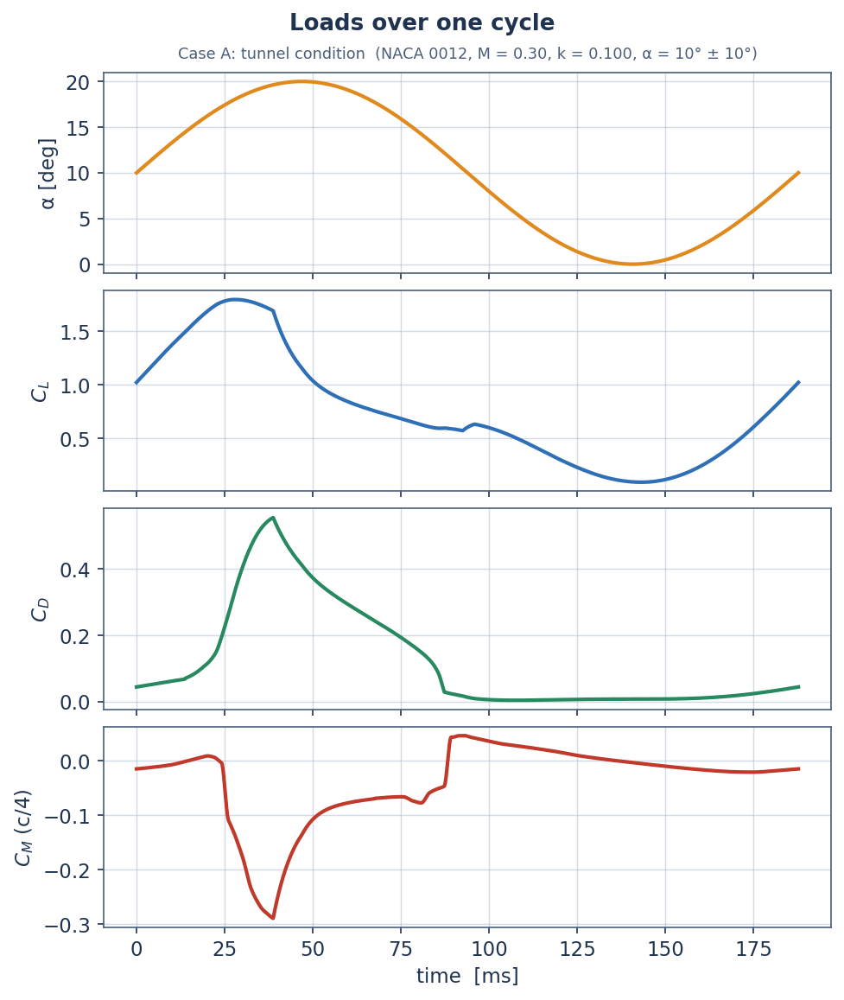 Loads over one cycle
Case A: tunnel condition  (NACA 0012, M = 0.30, k = 0.100, α = 10° ± 10°)
20
15
10
5
0
α [deg]
1.5
1.0
0.5
C_L
0.4
0.2
0.0
C_D
0.0
−0.1
−0.2
−0.3
C_M (c/4)
0 25 50 75 100 125 150 175
time  [ms]